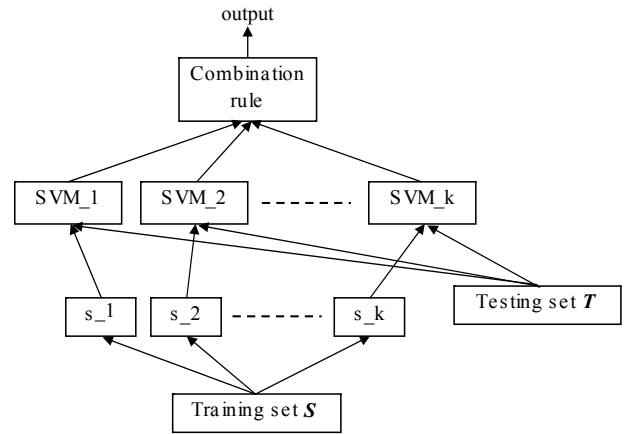 output
Combination
rule
SVM_1
SVM_2
SVM_k
s_1
s_2
s_k
Testing set T
Training set S